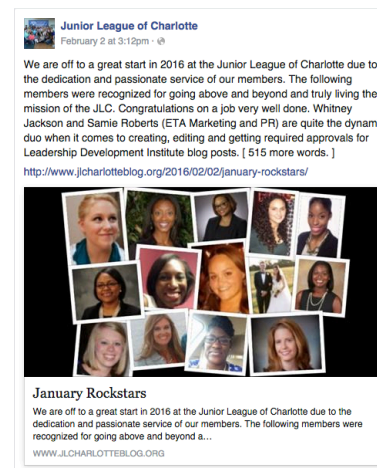 Junior League of Charlotte
February 2 at 3:12pm ·
We are off to a great start in 2016 at the Junior League of Charlotte due to
the dedication and passionate service of our members. The following
members were recognized for going above and beyond and truly living the
mission of the JLC. Congratulations on a job very well done. Whitney
Jackson and Samie Roberts (ETA Marketing and PR) are quite the dynam
duo when it comes to creating, editing and getting required approvals for
Leadership Development Institute blog posts. [ 515 more words. ]
http://www.jlcharlotteblog.org/2016/02/02/january-rockstars/
January Rockstars
We are off to a great start in 2016 at the Junior League of Charlotte due to the
dedication and passionate service of our members. The following members were
recognized for going above and beyond a...
WWW.JLCHARLOTTEBLOG.ORG